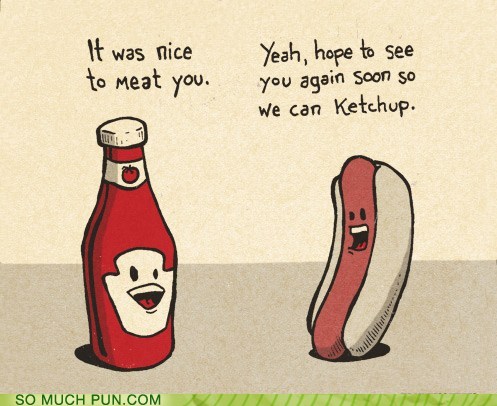 It was nice
to meat you.
Yeah, hope to see
you again soon so
we can Ketchup.
SO MUCH PUN.COM